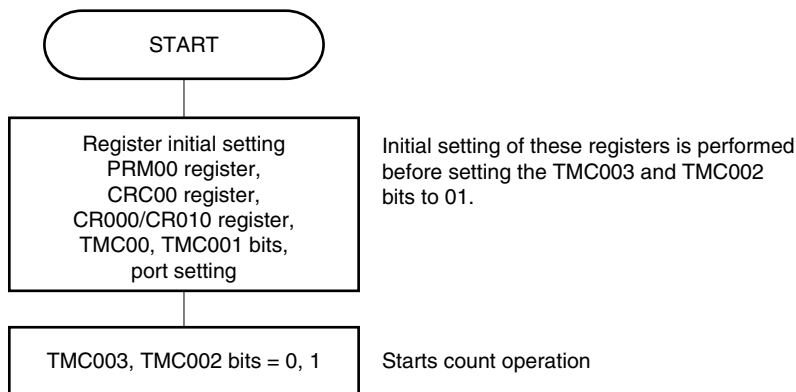 START
Register initial setting
PRM00 register,
CRC00 register,
CR000/CR010 register,
TMC00, TMC001 bits,
port setting
Initial setting of these registers is performed
before setting the TMC003 and TMC002
bits to 01.
TMC003, TMC002 bits = 0, 1
Starts count operation